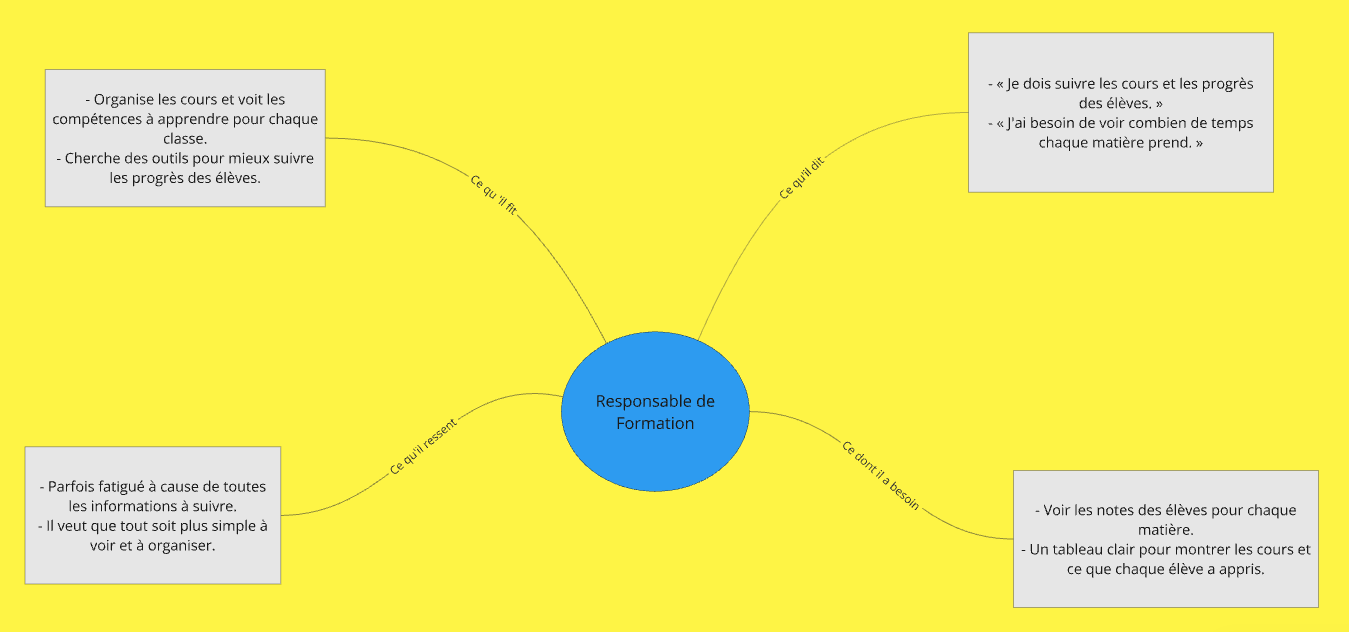 - Organise les cours et voit les
compétences à apprendre pour chaque
classe.
- Cherche des outils pour mieux suivre
les progrès des élèves.
Ce qu 'il fit
- « Je dois suivre les cours et les progrès
des élèves. »
- « J'ai besoin de voir combien de temps
chaque matière prend. »
Ce qu'il dit
Responsable de
Formation
Ce qu'il ressent
- Parfois fatigué à cause de toutes
les informations à suivre.
- Il veut que tout soit plus simple à
voir et à organiser.
Ce dont il a besoin
- Voir les notes des élèves pour chaque
matière.
- Un tableau clair pour montrer les cours et
ce que chaque élève a appris.